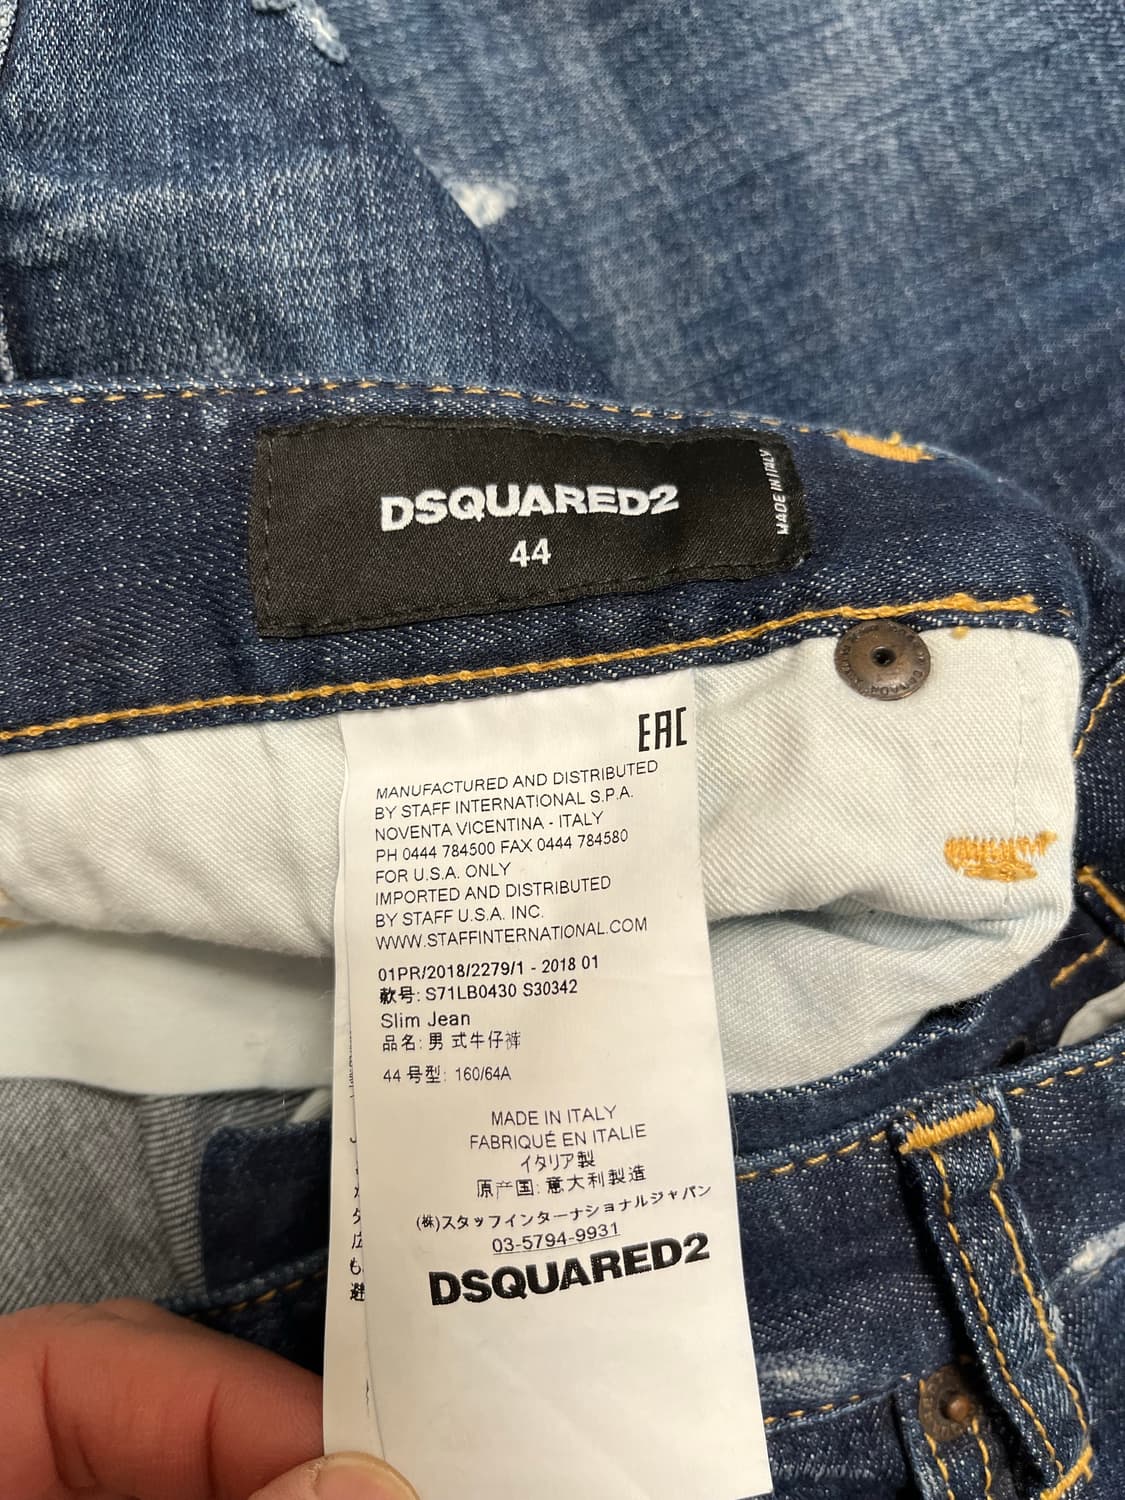 DSQUARED2
44
MADE IN ITALY
EAC
MANUFACTURED AND DISTRIBUTED
BY STAFF INTERNATIONAL S.P.A.
NOVENTA VICENTINA - ITALY
PH 0444 784500 FAX 0444 784580
FOR U.S.A. ONLY
IMPORTED AND DISTRIBUTED
BY STAFF U.S.A. INC.
WWW.STAFFINTERNATIONAL.COM
01PR/2018/2279/1 - 2018 01
款号: S71LB0430 S30342
Slim Jean
品名: 男 式牛仔裤
44 号型: 160/64A
MADE IN ITALY
FABRIQUÉ EN ITALIE
イタリア製
原产国: 意大利製造
(株)スタッフインターナショナルジャパン
03-5794-9931
DSQUARED2